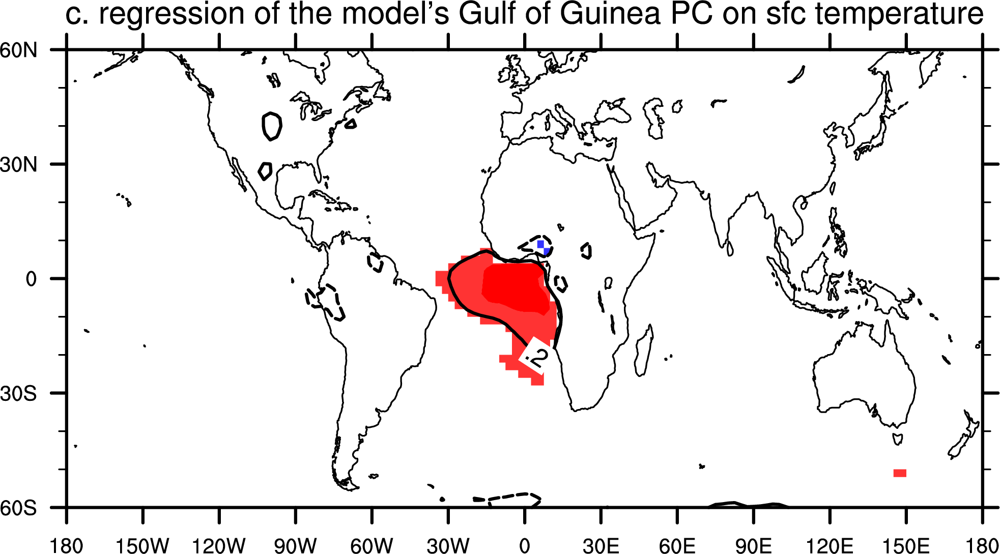 c. regression of the model’s Gulf of Guinea PC on sfc temperature
60N
30N
0
30S
60S
.2
180 150W 120W 90W 60W 30W 0 30E 60E 90E 120E 150E 180